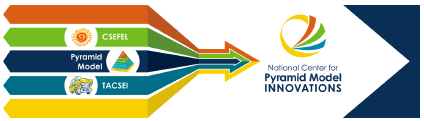 CSEFEL
Pyramid
Model
TACSEI
National Center for
Pyramid Model
INNOVATIONS